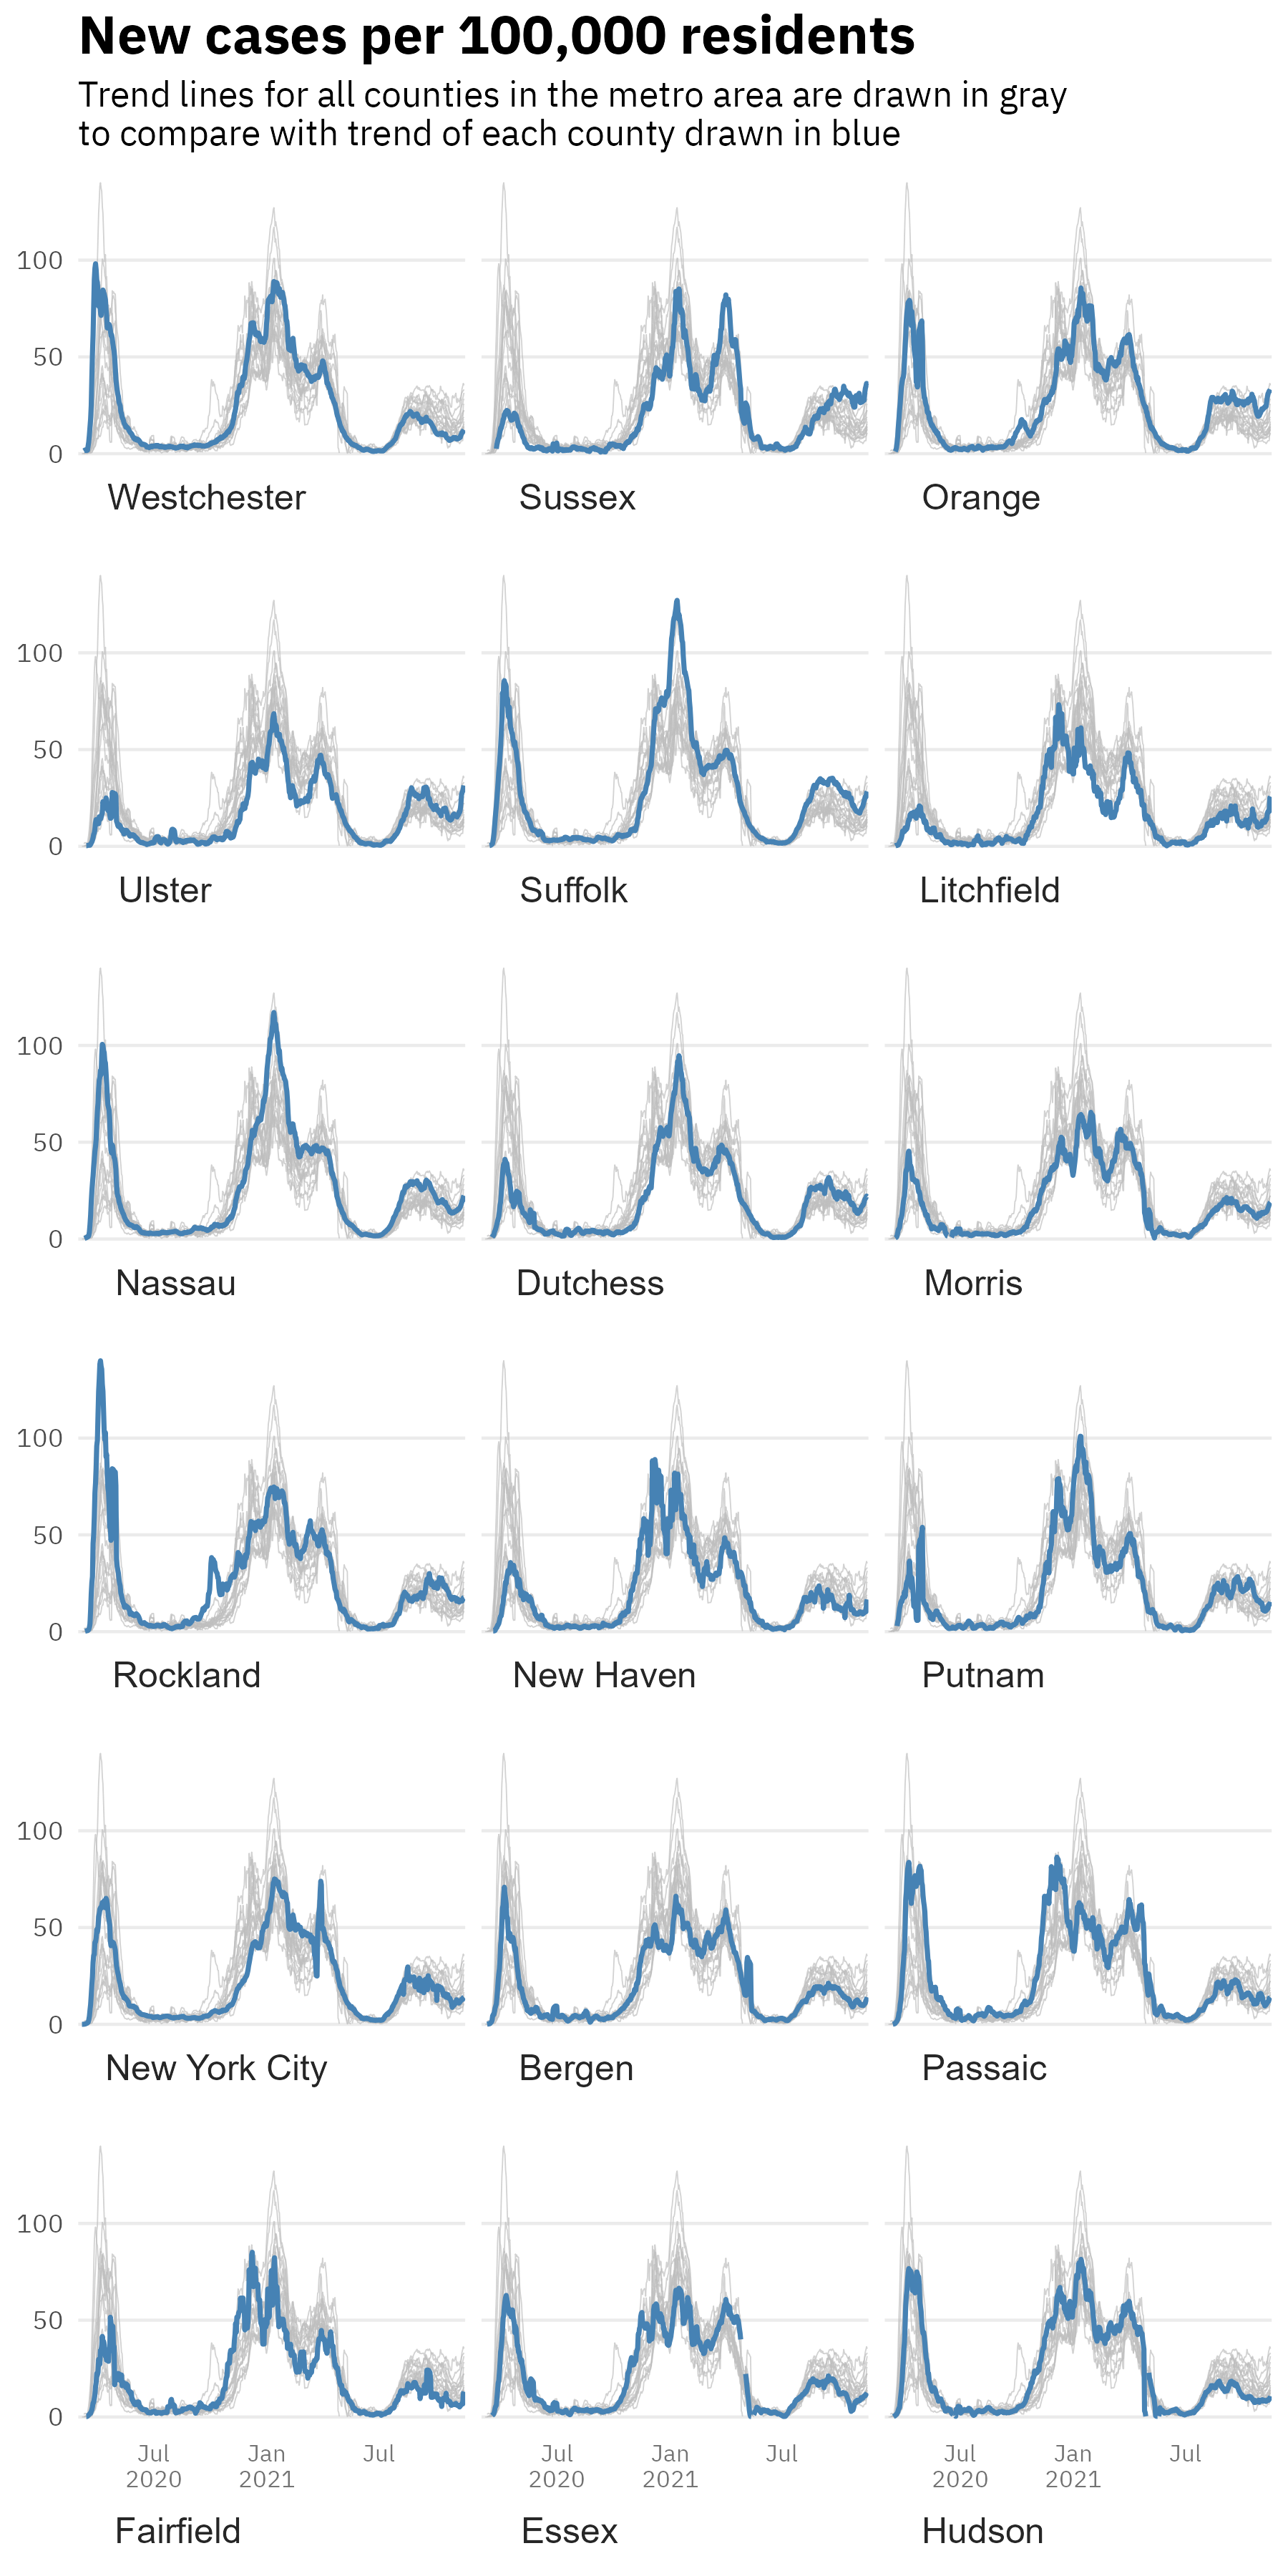 New cases per 100,000 residents
Trend lines for all counties in the metro area are drawn in gray
to compare with trend of each county drawn in blue
100
50
0
Westchester
Sussex
Orange
100
50
0
Ulster
Suffolk
Litchfield
100
50
0
Nassau
Dutchess
Morris
100
50
0
Rockland
New Haven
Putnam
100
50
0
New York City
Bergen
Passaic
100
50
0
Jul
2020
Jan
2021
Jul
Jul
2020
Jan
2021
Jul
Jul
2020
Jan
2021
Jul
Fairfield
Essex
Hudson